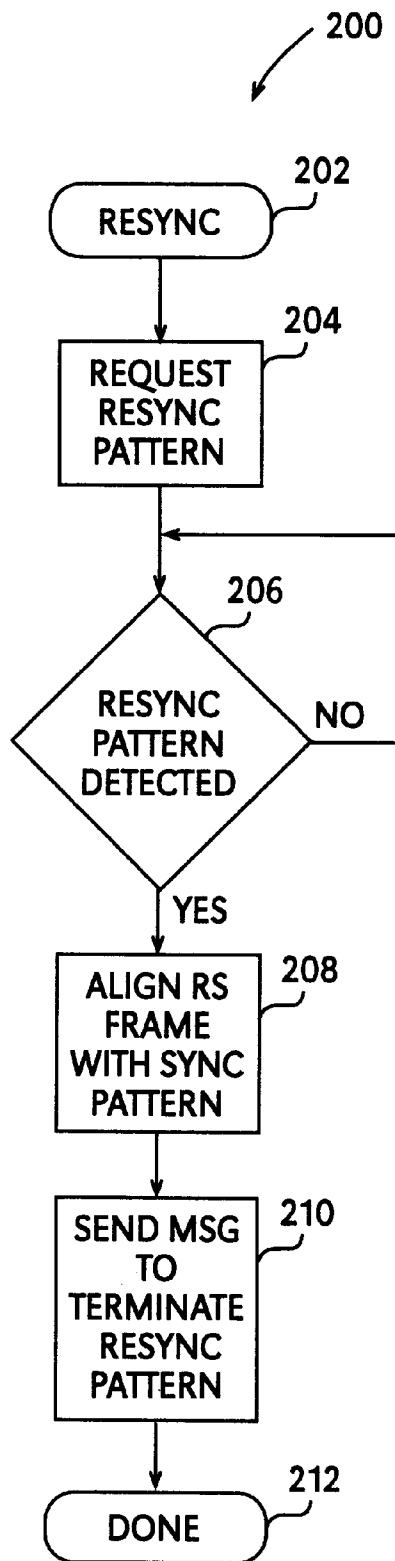 200
202
RESYNC
204
REQUEST
RESYNC
PATTERN
206
RESYNC
PATTERN
DETECTED
NO
YES
208
ALIGN RS
FRAME
WITH SYNC
PATTERN
210
SEND MSG
TO
TERMINATE
RESYNC
PATTERN
212
DONE